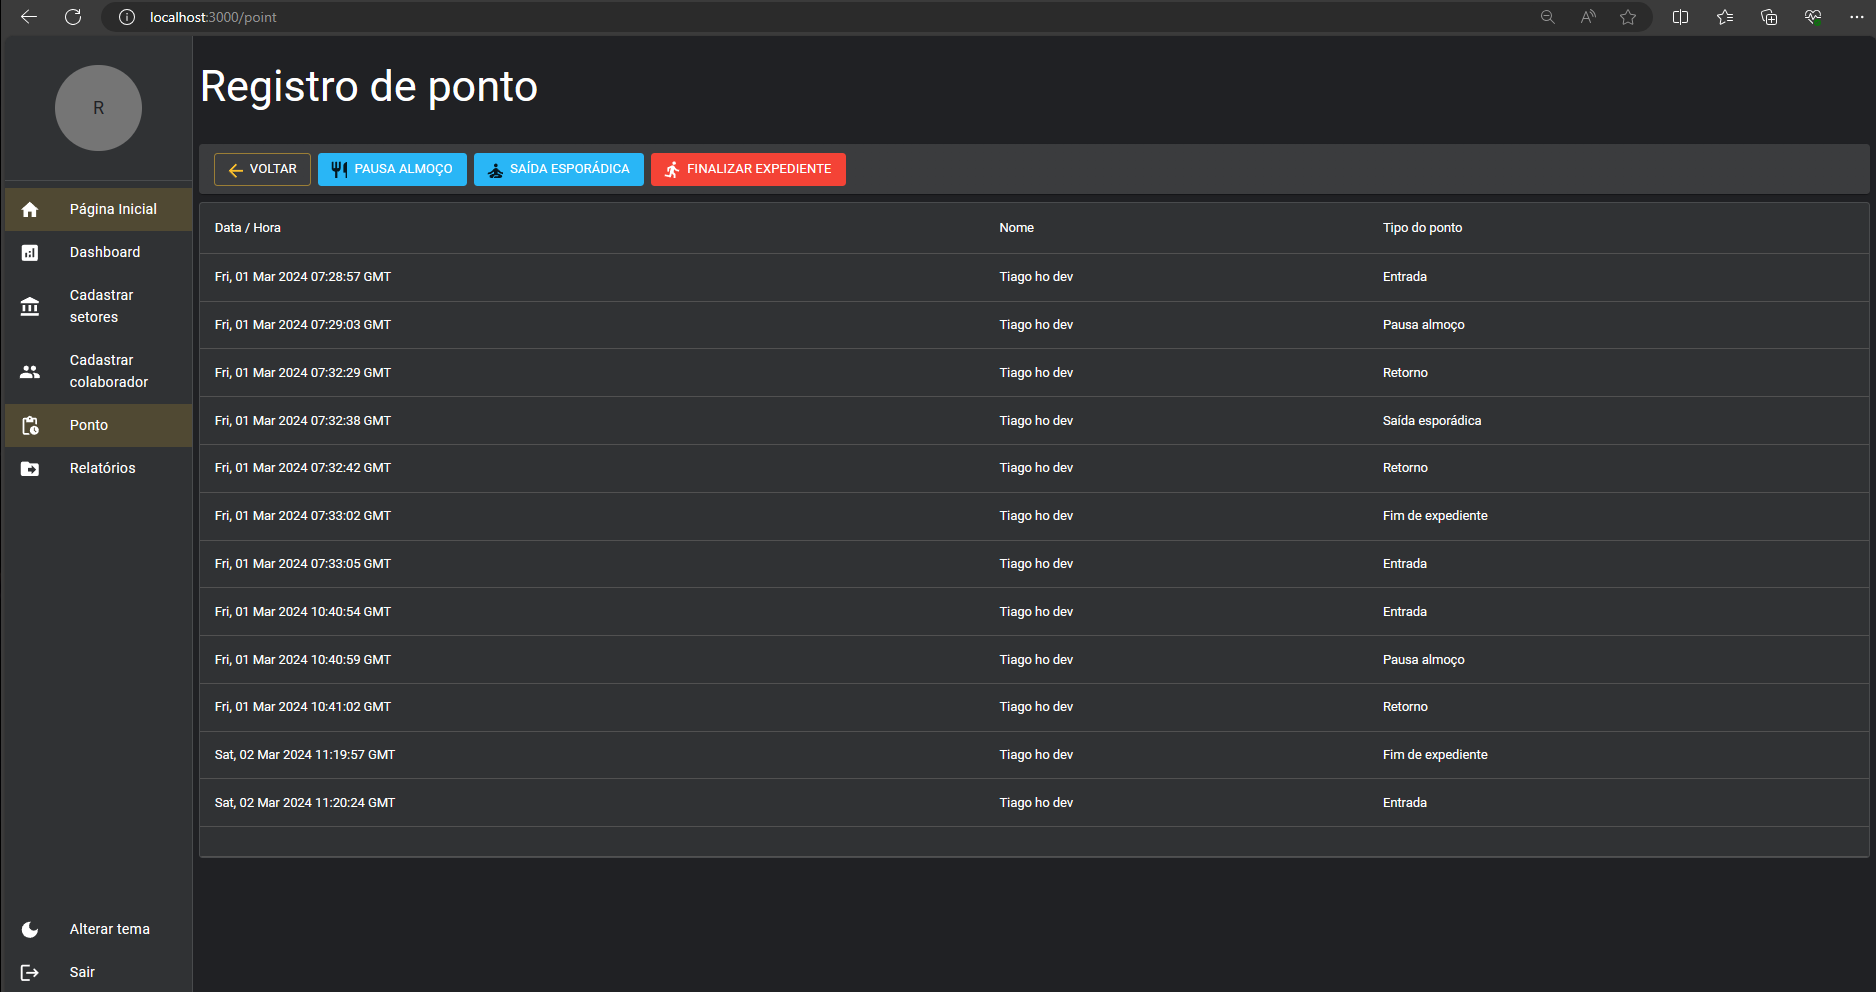 localhost:3000/point
R
Página Inicial
Dashboard
Cadastrar
setores
Cadastrar
colaborador
Ponto
Relatórios
Alterar tema
Sair
Registro de ponto
VOLTAR PAUSA ALMOÇO SAÍDA ESPORÁDICA FINALIZAR EXPEDIENTE
Data / Hora Nome Tipo do ponto
Fri, 01 Mar 2024 07:28:57 GMT Tiago ho dev Entrada
Fri, 01 Mar 2024 07:29:03 GMT Tiago ho dev Pausa almoço
Fri, 01 Mar 2024 07:32:29 GMT Tiago ho dev Retorno
Fri, 01 Mar 2024 07:32:38 GMT Tiago ho dev Saída esporádica
Fri, 01 Mar 2024 07:32:42 GMT Tiago ho dev Retorno
Fri, 01 Mar 2024 07:33:02 GMT Tiago ho dev Fim de expediente
Fri, 01 Mar 2024 07:33:05 GMT Tiago ho dev Entrada
Fri, 01 Mar 2024 10:40:54 GMT Tiago ho dev Entrada
Fri, 01 Mar 2024 10:40:59 GMT Tiago ho dev Pausa almoço
Fri, 01 Mar 2024 10:41:02 GMT Tiago ho dev Retorno
Sat, 02 Mar 2024 11:19:57 GMT Tiago ho dev Fim de expediente
Sat, 02 Mar 2024 11:20:24 GMT Tiago ho dev Entrada